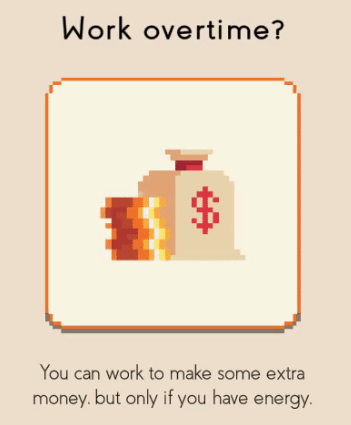 Work overtime?
$
You can work to make some extra
money. but only if you have energy.